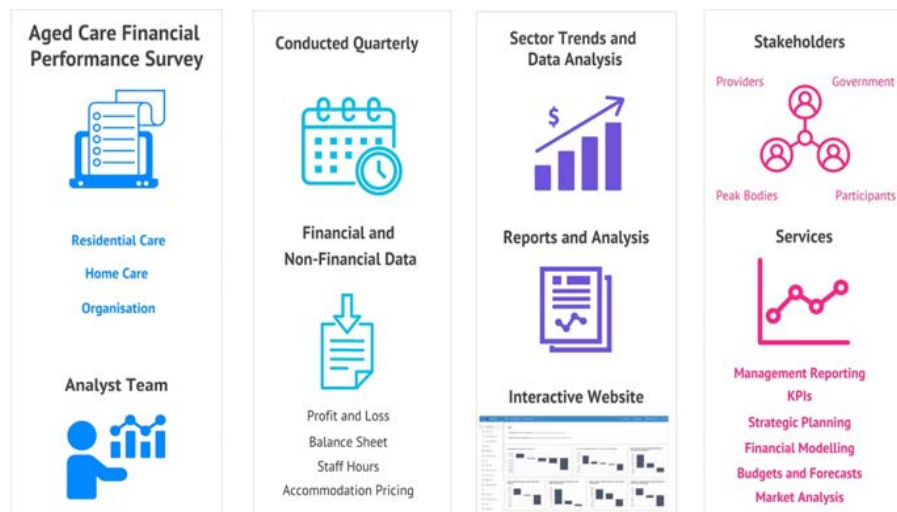 Aged Care Financial
Performance Survey
Residential Care
Home Care
Organisation
Analyst Team
Conducted Quarterly
Financial and
Non-Financial Data
Profit and Loss
Balance Sheet
Staff Hours
Accommodation Pricing
Sector Trends and
Data Analysis
$
Reports and Analysis
Interactive Website
Stakeholders
Providers
Government
Peak Bodies
Participants
Services
Management Reporting
KPIs
Strategic Planning
Financial Modelling
Budgets and Forecasts
Market Analysis